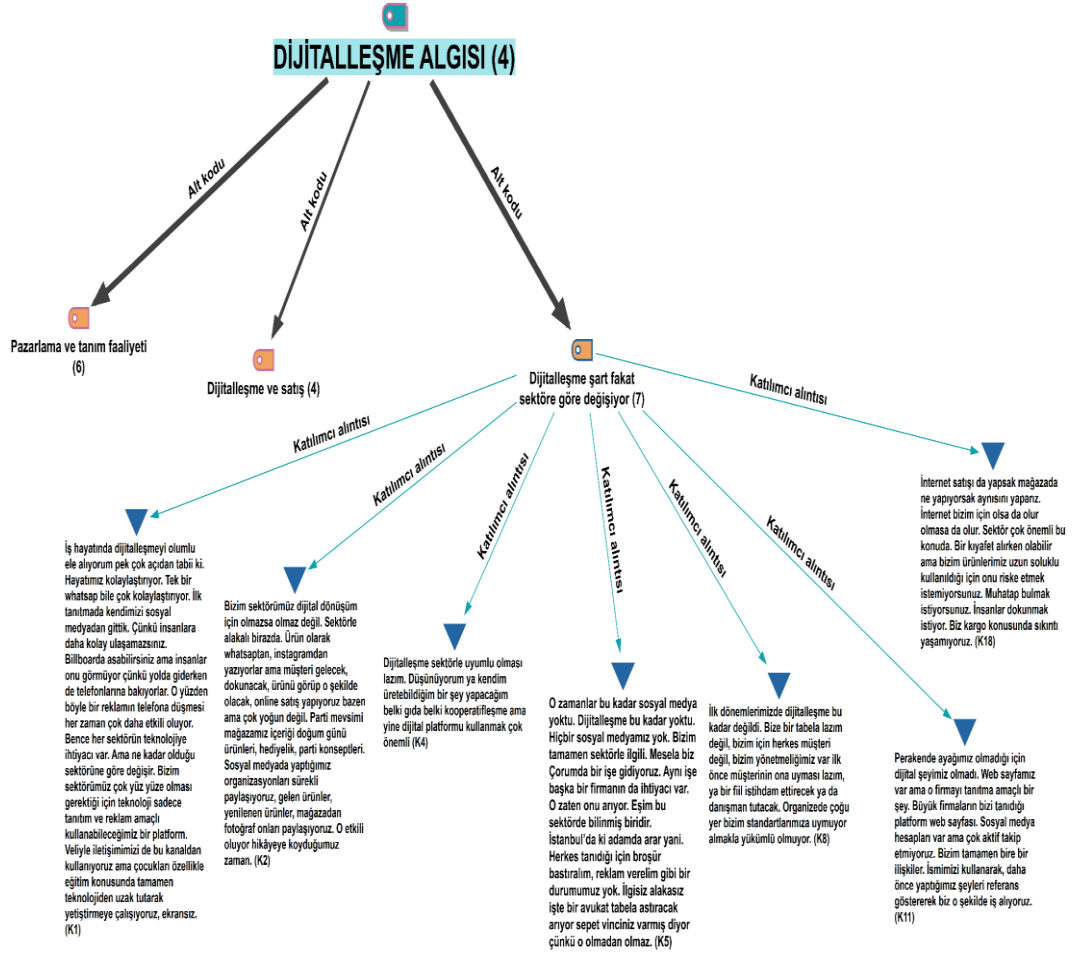 DİJİTALLEŞME ALGISI (4)
Alt kodu
Alt kodu
Alt kodu
Pazarlama ve tanım faaliyeti
(6)
Dijitalleşme ve satış (4)
Dijitalleşme şart fakat
sektöre göre değişiyor (7)
Katılımcı alıntısı
Katılımcı alıntısı
Katılımcı alıntısı
Katılımcı alıntısı
Katılımcı alıntısı
Katılımcı alıntısı
Katılımcı alıntısı
İş hayatında dijitalleşmeyi olumlu
ele alıyorum pek çok açıdan tabii ki.
Hayatımız kolaylaştırıyor. Tek bir
whatsap bile çok kolaylaştırıyor. İlk
tanıtmada kendimizi sosyal
medyadan gittik. Çünkü insanlara
daha kolay ulaşamazsınız.
Billboarda asabilirsiniz ama insanlar
onu görmüyor çünkü yolda giderken
de telefonlarına bakıyorlar. O yüzden
böyle bir reklamın telefona düşmesi
her zaman çok daha etkili oluyor.
Bence her sektörün teknolojiye
ihtiyacı var. Ama ne kadar olduğu
sektörüne göre değişir. Bizim
sektörümüz çok yüz yüze olması
gerektiği için teknoloji sadece
tanıtım ve reklam amaçlı
kullanabileceğimiz bir platform.
Veliyle iletişimimizi de bu kanaldan
kullanıyoruz ama çocukları özellikle
eğitim konusunda tamamen
teknolojiden uzak tutarak
yetiştirmeye çalışıyoruz, ekransız.
(K1)
Bizim sektörümüz dijital dönüşüm
için olmazsa olmaz değil. Sektörle
alakalı birazda. Ürün olarak
whatsaptan, instagramdan
yazıyorlar ama müşteri gelecek,
dokunacak, ürünü görüp o şekilde
olacak, online satış yapıyoruz bazen
ama çok yoğun değil. Parti mevsimi
mağazamız içeriği doğum günü
ürünleri, hediyelik, parti konseptleri.
Sosyal medyada yaptığımız
organizasyonları sürekli
paylaşıyoruz, gelen ürünler,
yenilenen ürünler, mağazadan
fotoğraf onları paylaşıyoruz. O etkili
oluyor hikâyeye koyduğumuz
zaman. (K2)
Dijitalleşme sektörle uyumlu olması
lazım. Düşünüyorum ya kendim
üretebildiğim bir şey yapacağım
belki gıda belki kooperatifleşme ama
yine dijital platformu kullanmak çok
önemli (K4)
O zamanlar bu kadar sosyal medya
yoktu. Dijitalleşme bu kadar yoktu.
Hiçbir sosyal medyamız yok. Bizim
tamamen sektörle ilgili. Mesela biz
Çorumda bir işe gidiyoruz. Aynı işe
başka bir firmanın da ihtiyacı var.
O zaten onu arıyor. Eşim bu
sektörde bilinmiş biridir.
İstanbul'da ki adamda arar yani.
Herkes tanıdığı için broşür
bastıralım, reklam verelim gibi bir
durumumuz yok. İlgisiz alakasız
işte bir avukat tabela astıracak
arıyor sepet vinciniz varmış diyor
çünkü o olmadan olmaz. (K5)
İlk dönemlerimizde dijitalleşme bu
kadar değildi. Bize bir tabela lazım
değil, bizim için herkes müşteri
değil, bizim yönetmeliğimiz var ilk
önce müşterinin ona uyması lazım,
ya bir fiil istihdam ettirecek ya da
danışman tutacak. Organizede çoğu
yer bizim standartlarımıza uymuyor
almakla yükümlü olmuyor. (K8)
Perakende ayağımız olmadığı için
dijital şeyimiz olmadı. Web sayfamız
var ama o firmayı tanıtma amaçlı bir
şey. Büyük firmaların bizi tanıdığı
platform web sayfası. Sosyal medya
hesapları var ama çok aktif takip
etmiyoruz. Bizim tamamen bire bir
ilişkiler. İsmimizi kullanarak, daha
önce yaptığımız şeyleri referans
göstererek biz o şekilde iş alıyoruz.
(K11)
İnternet satışı da yapsak mağazada
ne yapıyorsak aynısını yaparız.
İnternet bizim için olsa da olur
olmasa da olur. Sektör çok önemli bu
konuda. Bir kıyafet alırken olabilir
ama bizim ürünlerimiz uzun soluklu
kullanıldığı için onu riske etmek
istemiyorsunuz. Muhatap bulmak
istiyorsunuz. İnsanlar dokunmak
istiyor. Biz kargo konusunda sıkıntı
yaşamıyoruz. (K18)